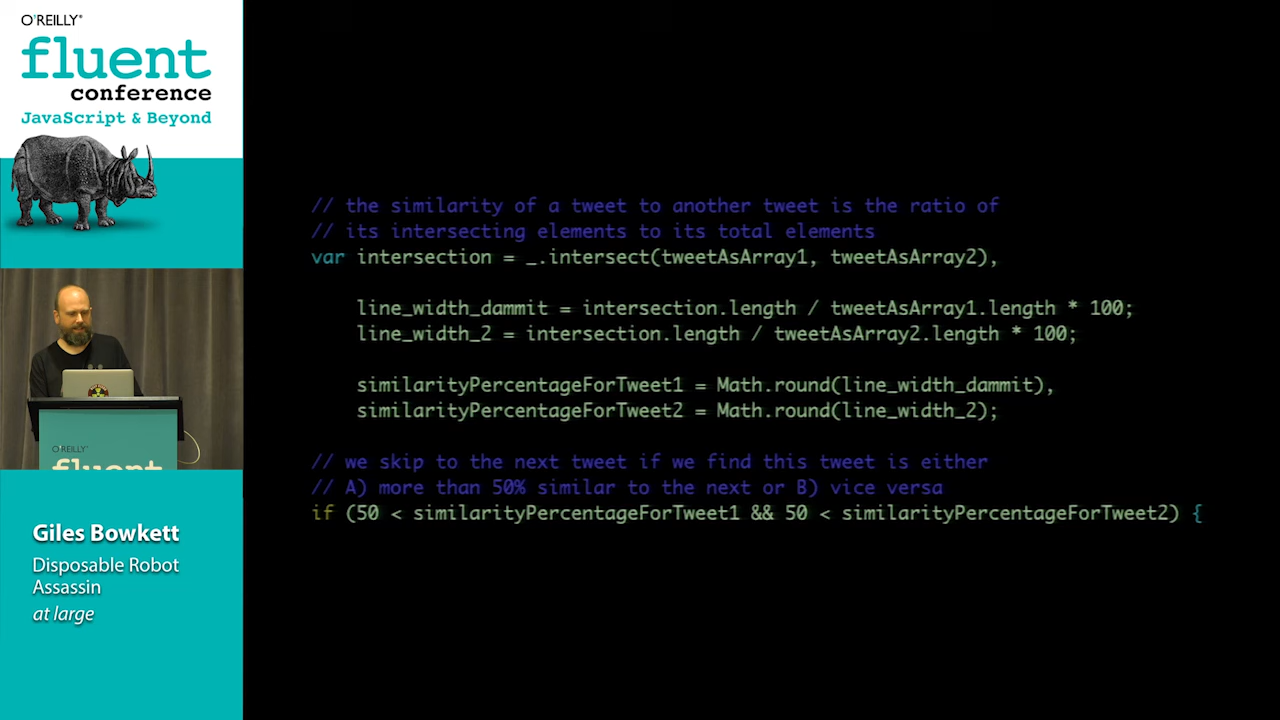 O'REILLY®
fluent
conference
JavaScript & Beyond
// the similarity of a tweet to another tweet is the ratio of
// its intersecting elements to its total elements
var intersection = _.intersect(tweetAsArray1, tweetAsArray2),
line_width_dammit = intersection.length / tweetAsArray1.length * 100;
line_width_2 = intersection.length / tweetAsArray2.length * 100;
similarityPercentageForTweet1 = Math.round(line_width_dammit),
similarityPercentageForTweet2 = Math.round(line_width_2);
// we skip to the next tweet if we find this tweet is either
// A) more than 50% similar to the next or B) vice versa
if (50 < similarityPercentageForTweet1 && 50 < similarityPercentageForTweet2) {
O'REILLY®
fluent
Giles Bowkett
Disposable Robot
Assassin
at large